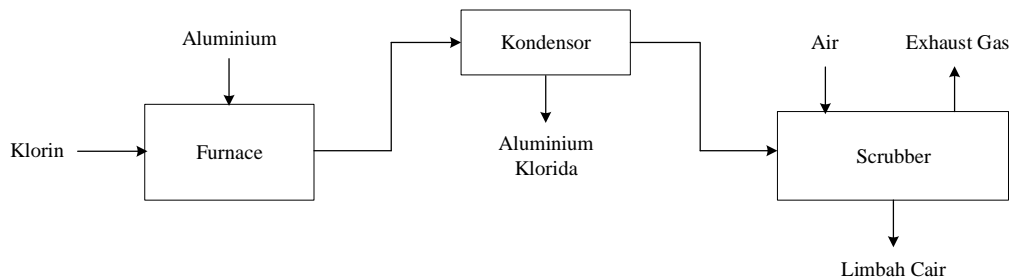 Aluminium
Kondensor
Air
Exhaust Gas
Klorin
Furnace
Aluminium
Klorida
Scrubber
Limbah Cair